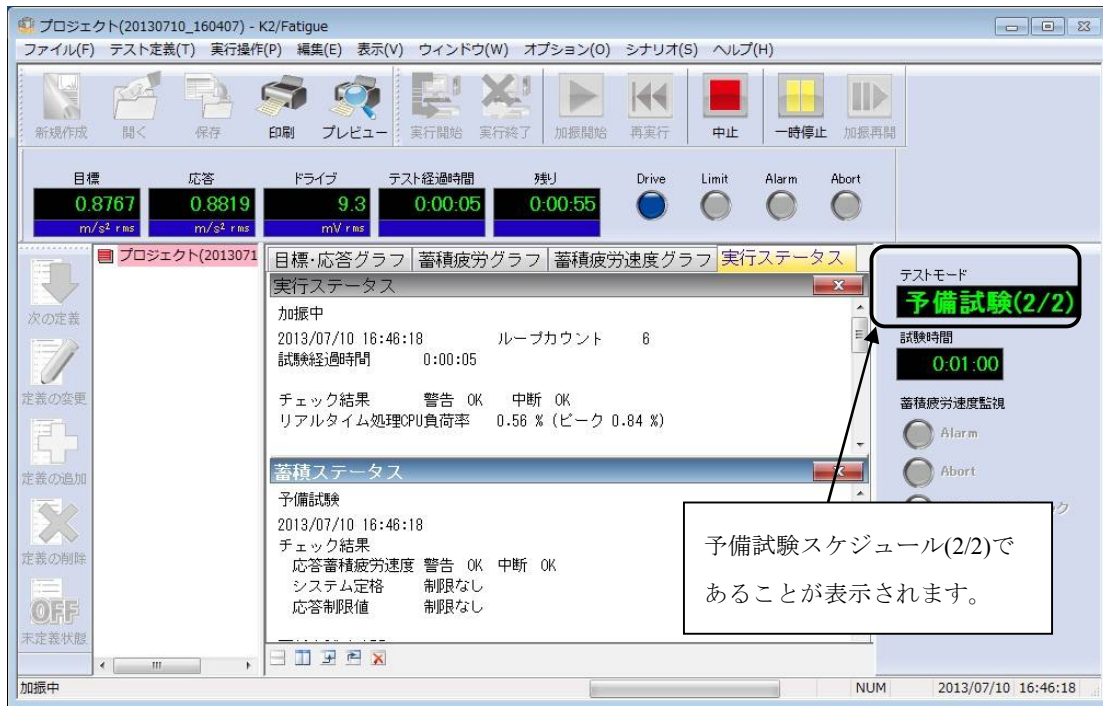 プロジェクト(20130710_160407) - K2/Fatigue
ファイル(F) テスト定義(T) 実行操作(P) 編集(E) 表示(V) ウィンドウ(W) オプション(O) シナリオ(S) ヘルプ(H)
新規作成 開く 保存 印刷 プレビュー 実行開始 実行終了 加振開始 再実行 中止 一時停止 加振再開
目標 応答 ドライブ テスト経過時間 残り Drive Limit Alarm Abort
0.8767 0.8819 9.3 0:00:05 0:00:55
m/s² rms m/s² rms mV rms
プロジェクト(2013071
次の定義
定義の変更
定義の追加
定義の削除
OFF
未定義状態
目標・応答グラフ 蓄積疲労グラフ 蓄積疲労速度グラフ 実行ステータス
実行ステータス
加振中
2013/07/10 16:46:18 ループカウント 6
試験経過時間 0:00:05
チェック結果 警告 OK 中断 OK
リアルタイム処理CPU負荷率 0.56 % (ピーク 0.84 %)
蓄積ステータス
予備試験
2013/07/10 16:46:18
チェック結果
応答蓄積疲労速度 警告 OK 中断 OK
システム定格 制限なし
応答制限値 制限なし
テストモード
予備試験(2/2)
試験時間
0:01:00
蓄積疲労速度監視
Alarm
Abort
ック
予備試験スケジュール(2/2)で
あることが表示されます。
加振中 NUM 2013/07/10 16:46:18